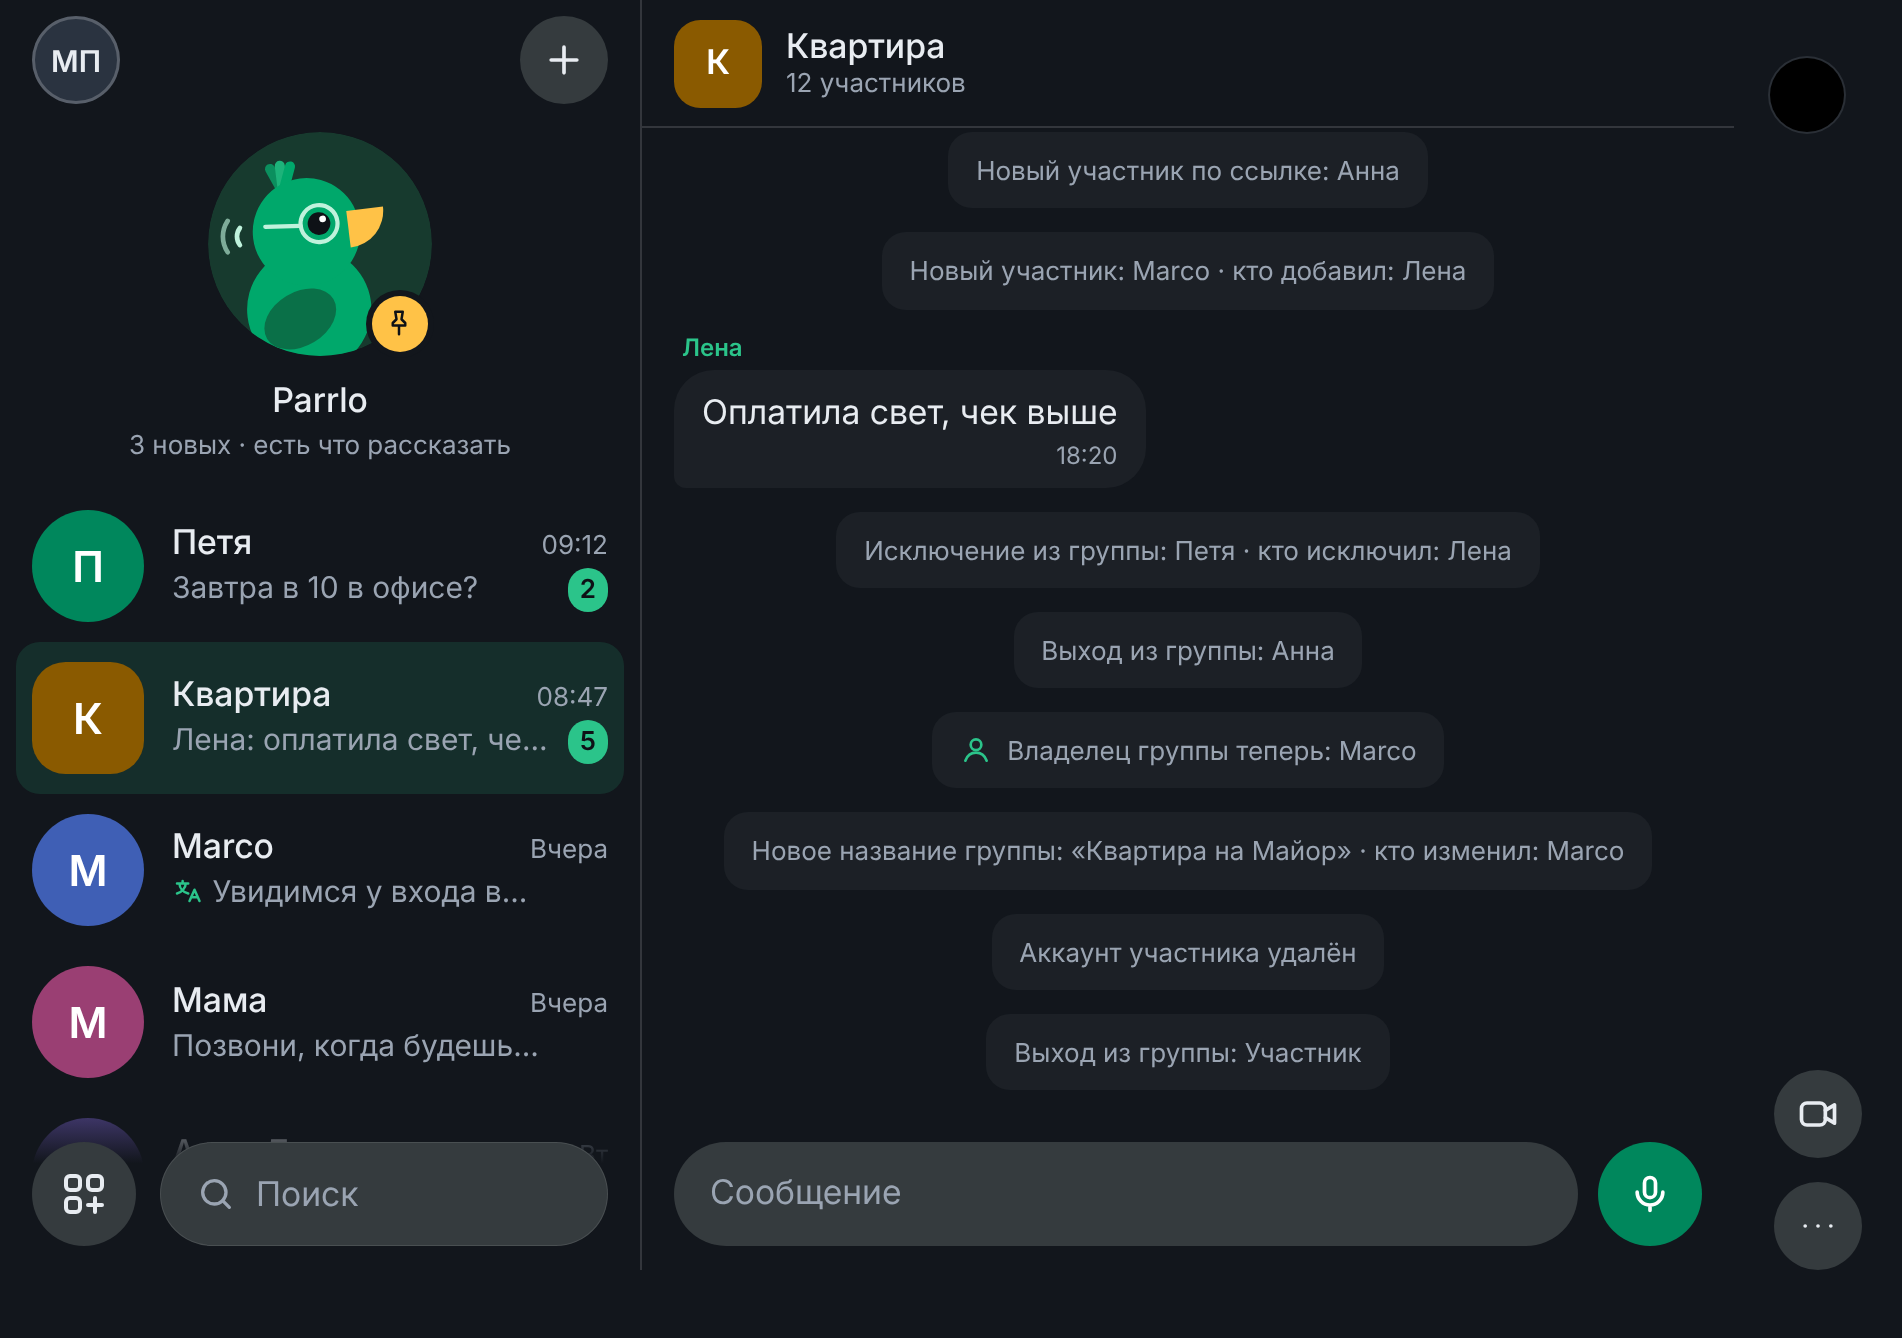 МП
Parrlo
3 новых · есть что рассказать
П
Петя
09:12
Завтра в 10 в офисе?
2
К
Квартира
08:47
Лена: оплатила свет, че...
5
M
Marco
Вчера
Увидимся у входа в...
М
Мама
Вчера
Позвони, когда будешь...
Вт
Поиск
К
Квартира
12 участников
Новый участник по ссылке: Анна
Новый участник: Marco · кто добавил: Лена
Лена
Оплатила свет, чек выше
18:20
Исключение из группы: Петя · кто исключил: Лена
Выход из группы: Анна
Владелец группы теперь: Marco
Новое название группы: «Квартира на Майор» · кто изменил: Marco
Аккаунт участника удалён
Выход из группы: Участник
Сообщение